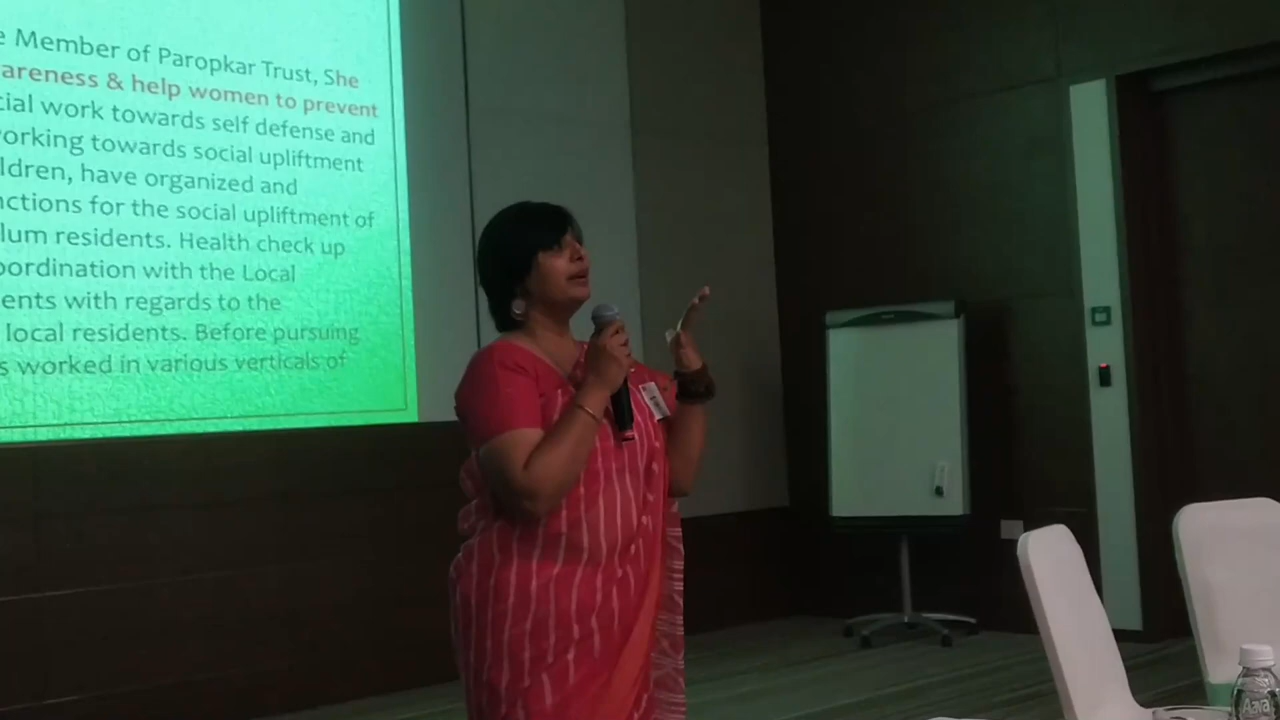 e Member of Paropkar Trust, She
areness & help women to prevent
cial work towards self defense and
orking towards social upliftment
ldren, have organized and
nctions for the social upliftment of
lum residents. Health check up
oordination with the Local
ents with regards to the
local residents. Before pursuing
s worked in various verticals of
Aava